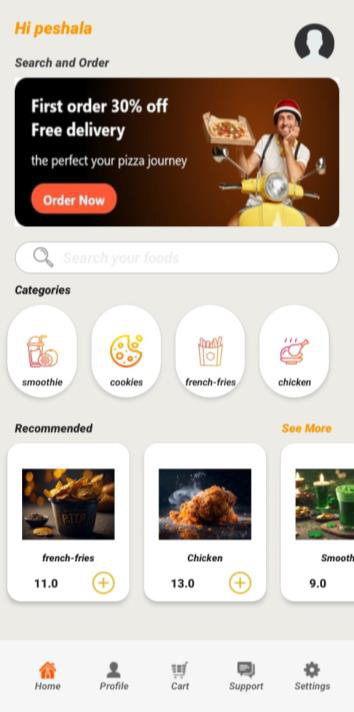 Hi peshala
Search and Order
First order 30% off
Free delivery
the perfect your pizza journey
Order Now
Search your foods
Categories
smoothie
cookies
french-fries
chicken
Recommended
See More
french-fries
Chicken
Smooth
11.0
13.0
9.0
Home
Profile
Cart
Support
Settings